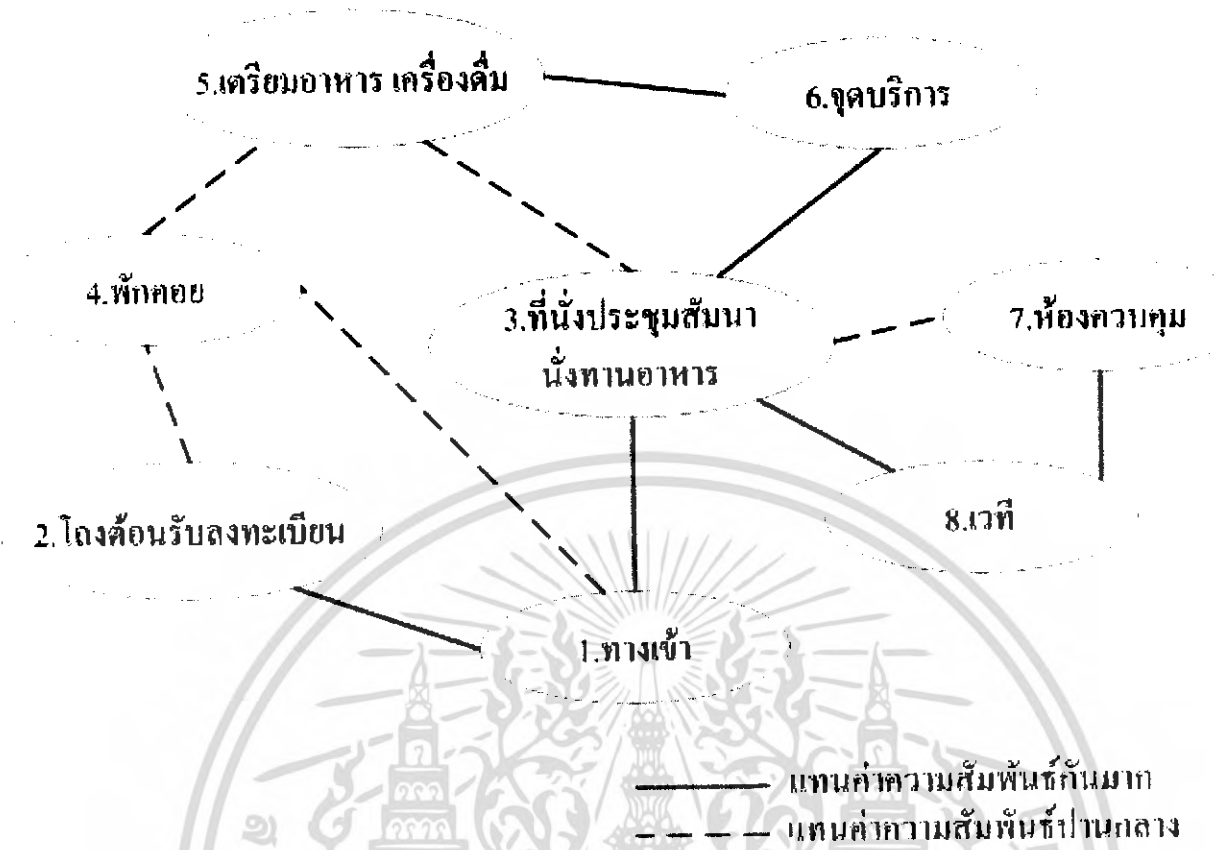 5.เตรียมอาหาร เครื่องดื่ม
6.จุดบริการ
4.พักคอย
3.ที่นั่งประชุมสัมนา
นั่งทานอาหาร
7.ห้องควบคุม
2.โถงต้อนรับลงทะเบียน
8.เวที
1.ทางเข้า
แทนค่าความสัมพันธ์กันมาก
แทนค่าความสัมพันธ์ปานกลาง